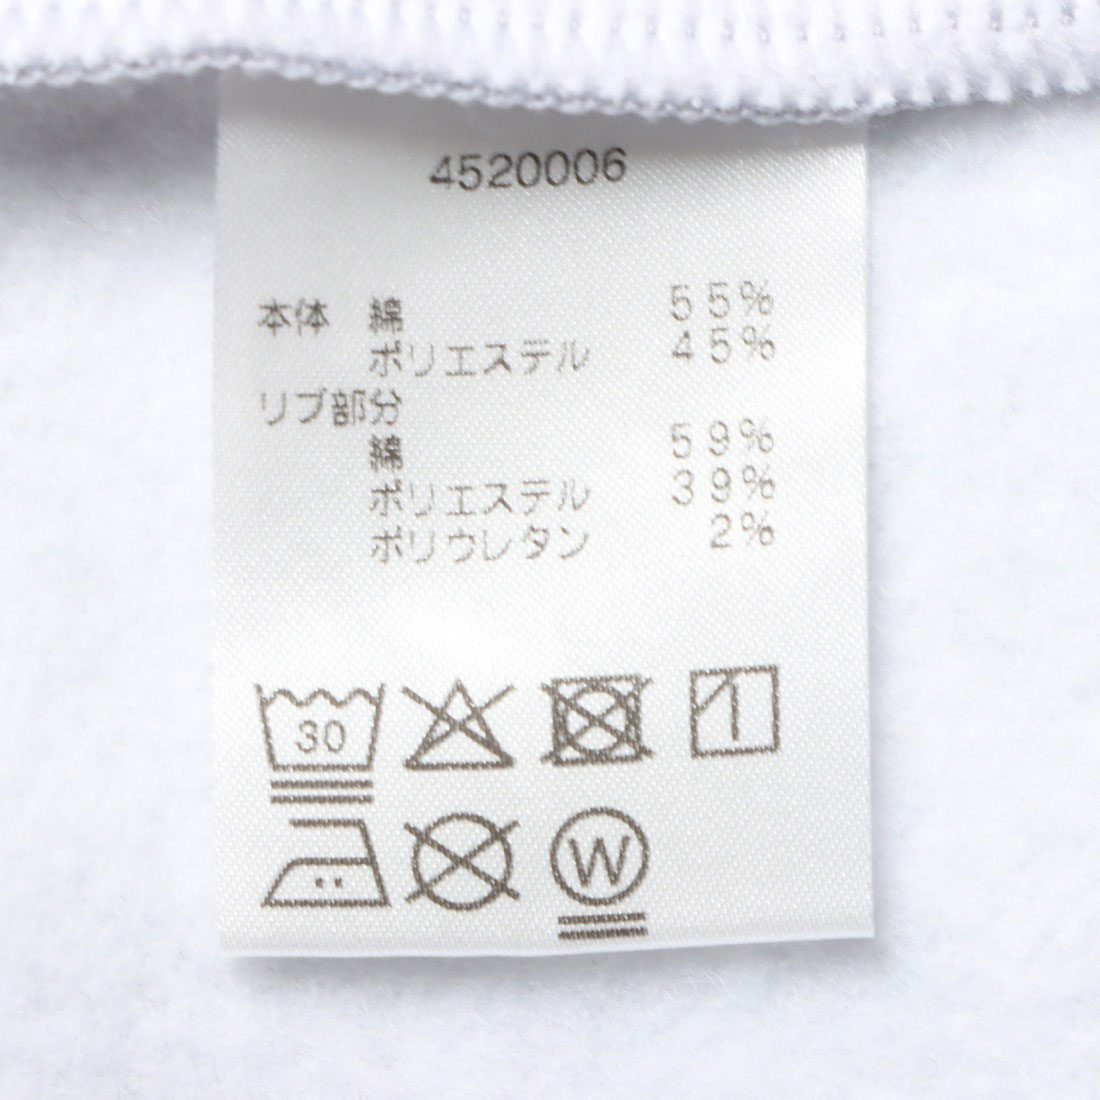 4520006
本体 綿 55%
ポリエステル 45%
リブ部分
綿 59%
ポリエステル 39%
ポリウレタン 2%
30
W